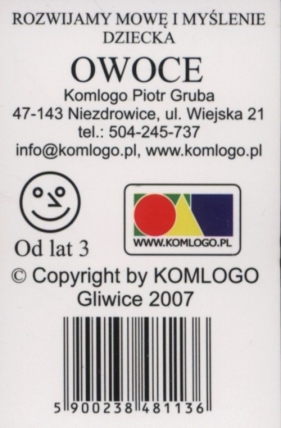 ROZWIJAMY MOWĘ I MYŚLENIE
DZIECKA
OWOCE
Komlogo Piotr Gruba
47-143 Niezdrowice, ul. Wiejska 21
tel.: 504-245-737
info@komlogo.pl, www.komlogo.pl
WWW.KOMLOGO.PL
Od lat 3
© Copyright by KOMLOGO
Gliwice 2007
5 900238 481136